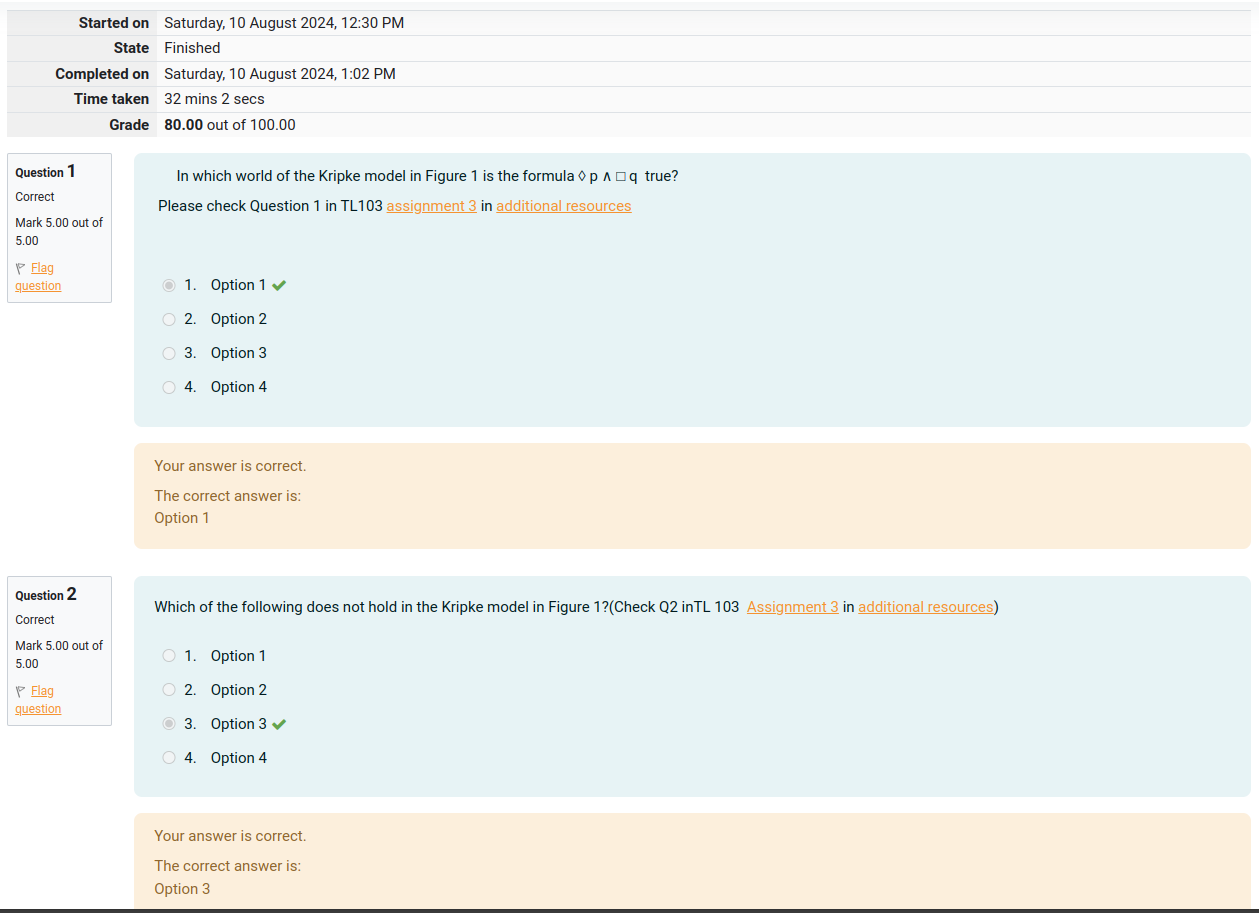 Started on Saturday, 10 August 2024, 12:30 PM
State Finished
Completed on Saturday, 10 August 2024, 1:02 PM
Time taken 32 mins 2 secs
Grade 80.00 out of 100.00
Question 1
Correct
Mark 5.00 out of
5.00
Flag
question
In which world of the Kripke model in Figure 1 is the formula ◊ p ∧ □ q true?
Please check Question 1 in TL103 assignment 3 in additional resources
1. Option 1
2. Option 2
3. Option 3
4. Option 4
Your answer is correct.
The correct answer is:
Option 1
Question 2
Correct
Mark 5.00 out of
5.00
Flag
question
Which of the following does not hold in the Kripke model in Figure 1?(Check Q2 inTL 103 Assignment 3 in additional resources)
1. Option 1
2. Option 2
3. Option 3
4. Option 4
Your answer is correct.
The correct answer is:
Option 3